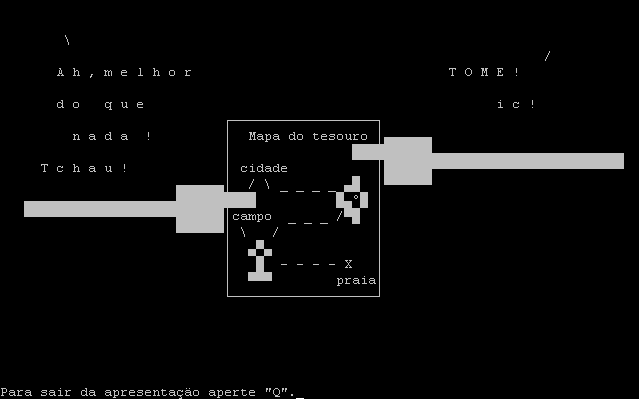 Ah, melhor
do que
nada !
Tchau!
TOME!
ic!
Mapa do tesouro
cidade
campo
X
praia
Para sair da apresentação aperte "Q"._